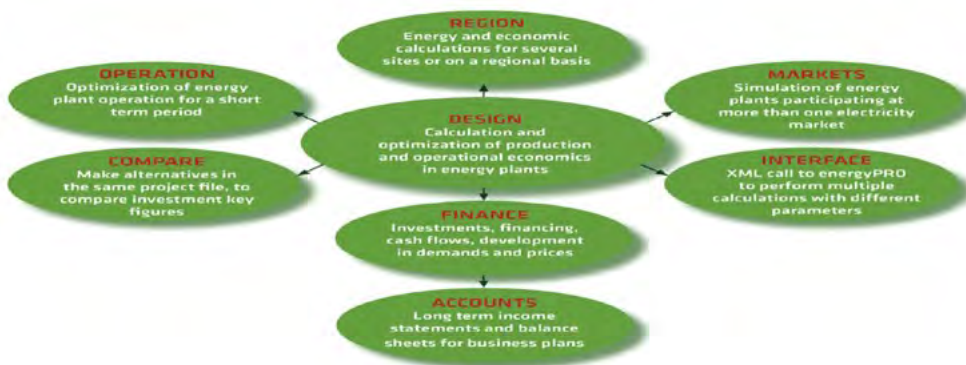 REGION
Energy and economic
calculations for several
sites or on a regional
basis
OPERATION
Optimization of energy
plant operation for a short
term period
MARKETS
Simulation of energy
plants participating at
more than one electricity
market
DESIGN
Calculation and
optimization of production
and operational economics
in energy plants
COMPARE
Make alternatives in
the same project file, to
compare investment key
figures
INTERFACE
XML call to energyPRO
to perform multiple
calculations with different
parameters
FINANCE
Investments, financing,
cash flows, development
in demands and prices
ACCOUNTS
Long term income
statements and balance
sheets for business plans